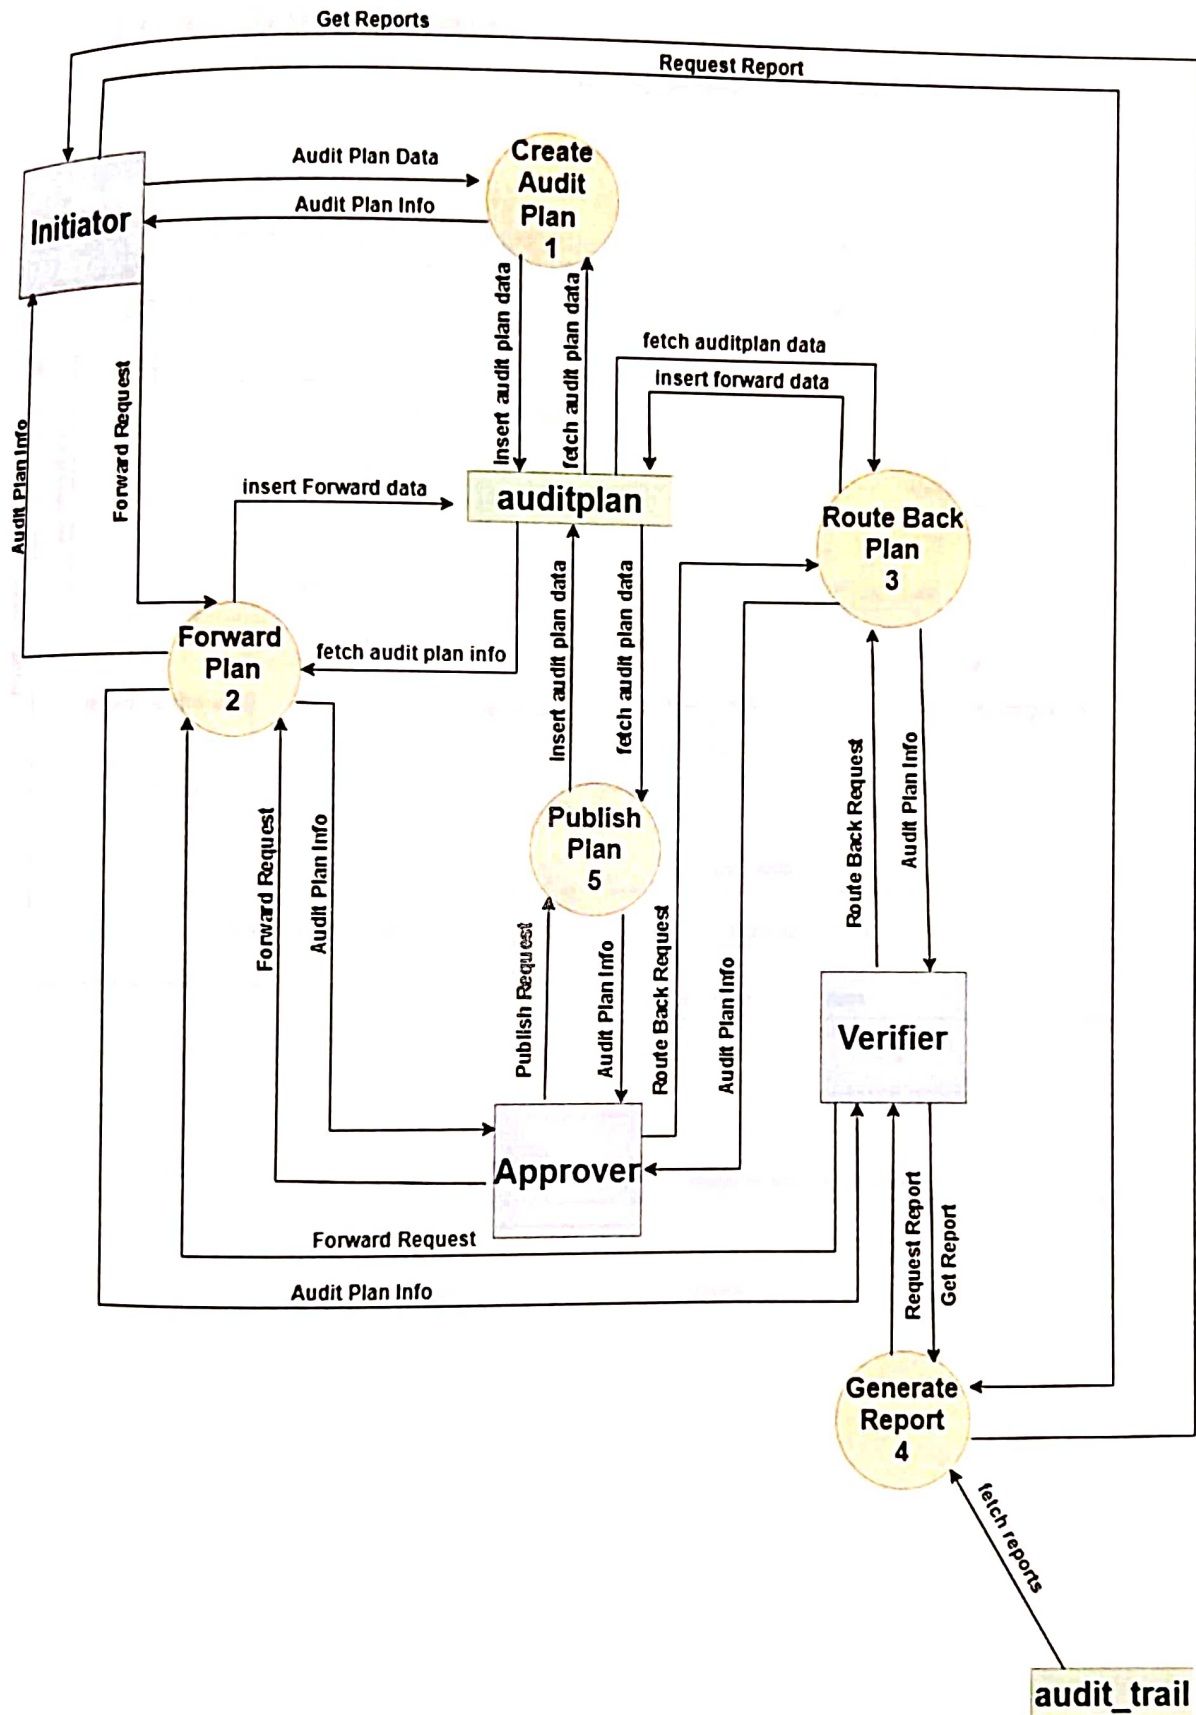 Get Reports
Request Report
Create
Audit
Plan
1
Audit Plan Data
Audit Plan Info
Initiator
Insert audit plan data
fetch audit plan data
fetch auditplan data
insert forward data
Audit Plan Info
Forward Request
insert Forward data
auditplan
Route Back
Plan
3
Forward
Plan
2
fetch audit plan info
Insert audit plan data
fetch audit plan data
Publish
Plan
5
Forward Request
Audit Plan Info
Publish Request
Audit Plan Info
Route Back Request
Audit Plan Info
Route Back Request
Audit Plan Info
Verifier
Approver
Forward Request
Audit Plan Info
Request Report
Get Report
Generate
Report
4
fetch reports
audit_trail